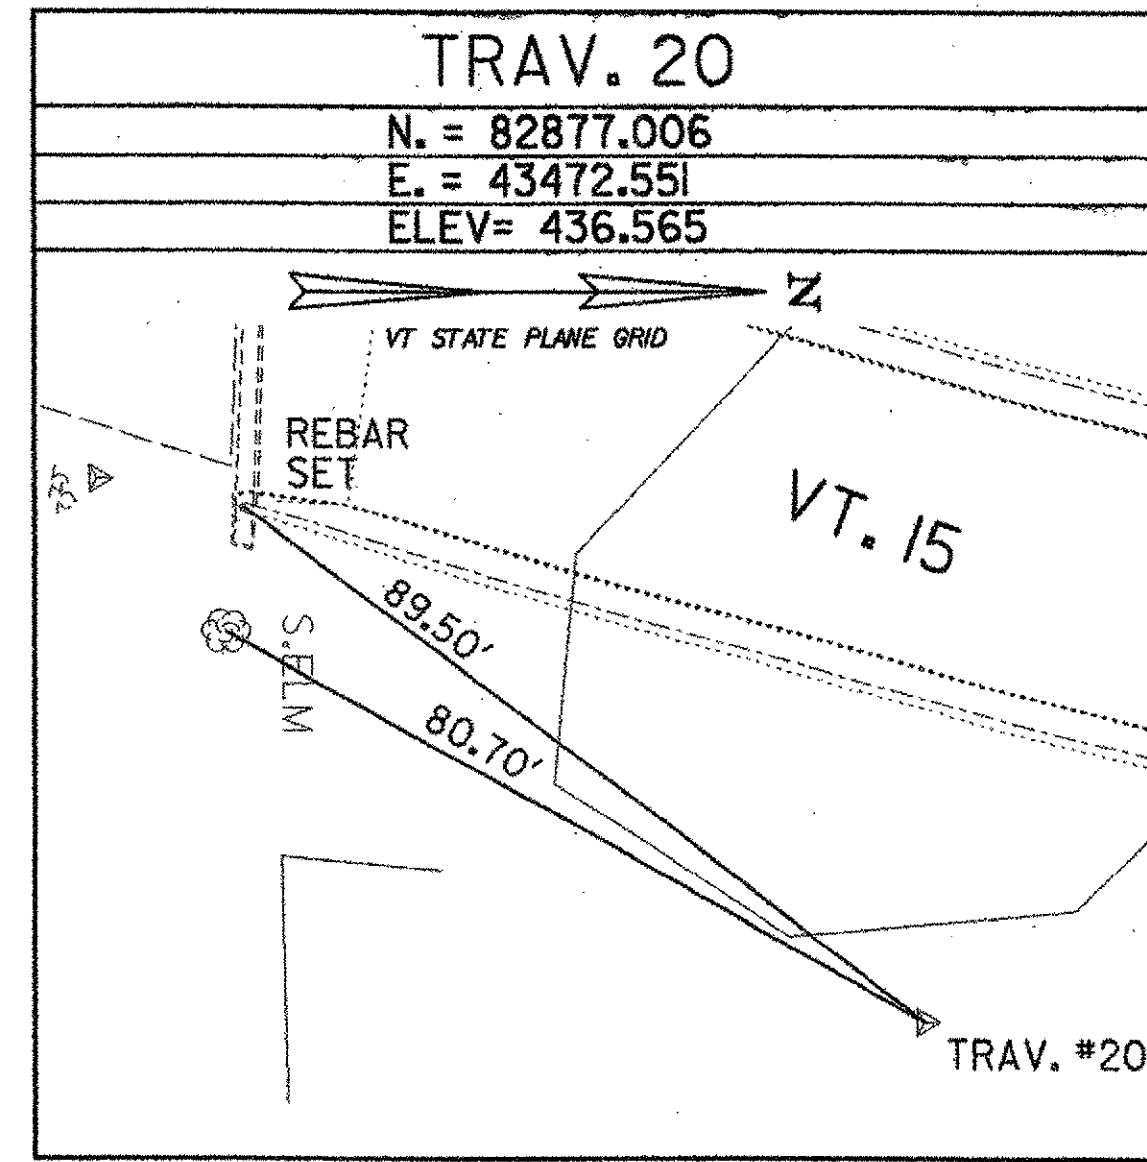 TRAV. 20
N. = 82877.006
E. = 43472.551
ELEV= 436.565
N
VT STATE PLANE GRID
REBAR
SET
VT. 15
89.50'
S.ELM
80.70'
TRAV. #20